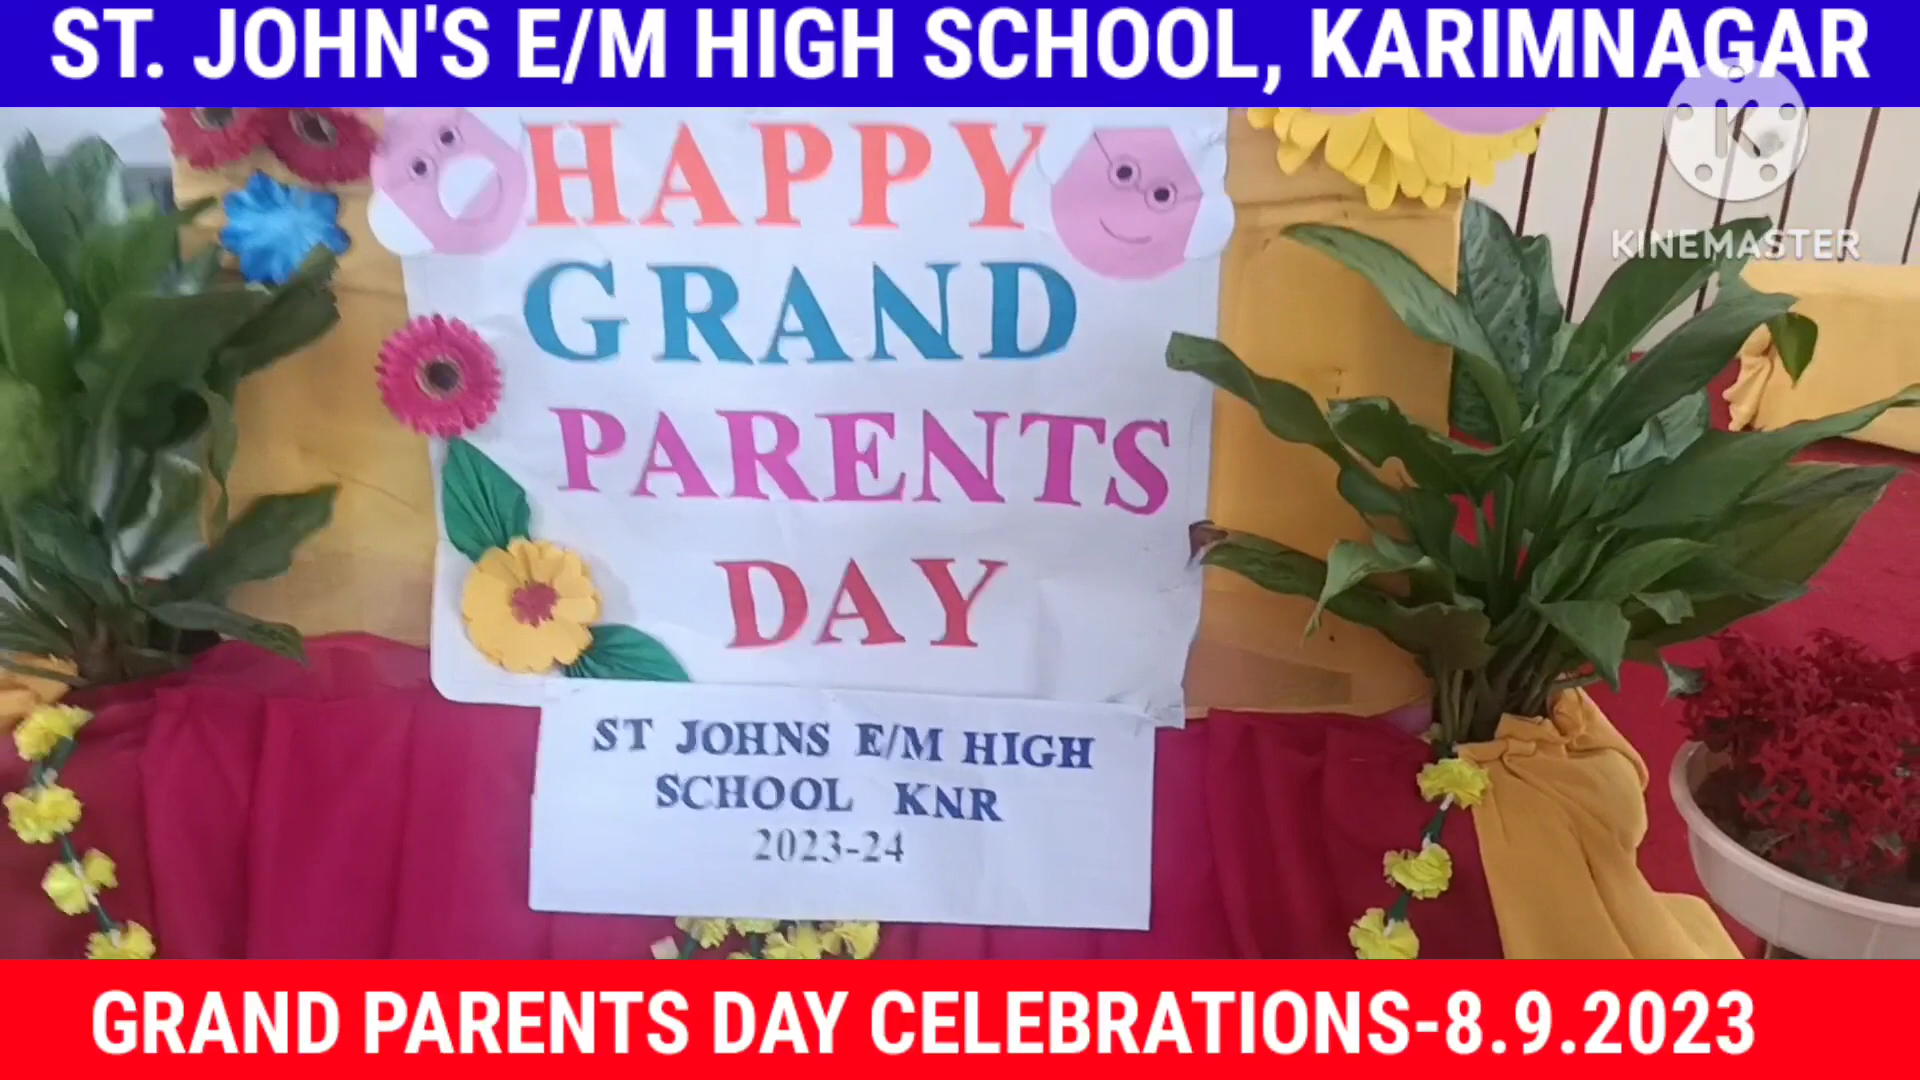 ST. JOHN'S E/M HIGH SCHOOL, KARIMNAGAR
K
KINEMASTER
HAPPY
GRAND
PARENTS
DAY
ST JOHNS E/M HIGH
SCHOOL KNR
2023-24
GRAND PARENTS DAY CELEBRATIONS-8.9.2023